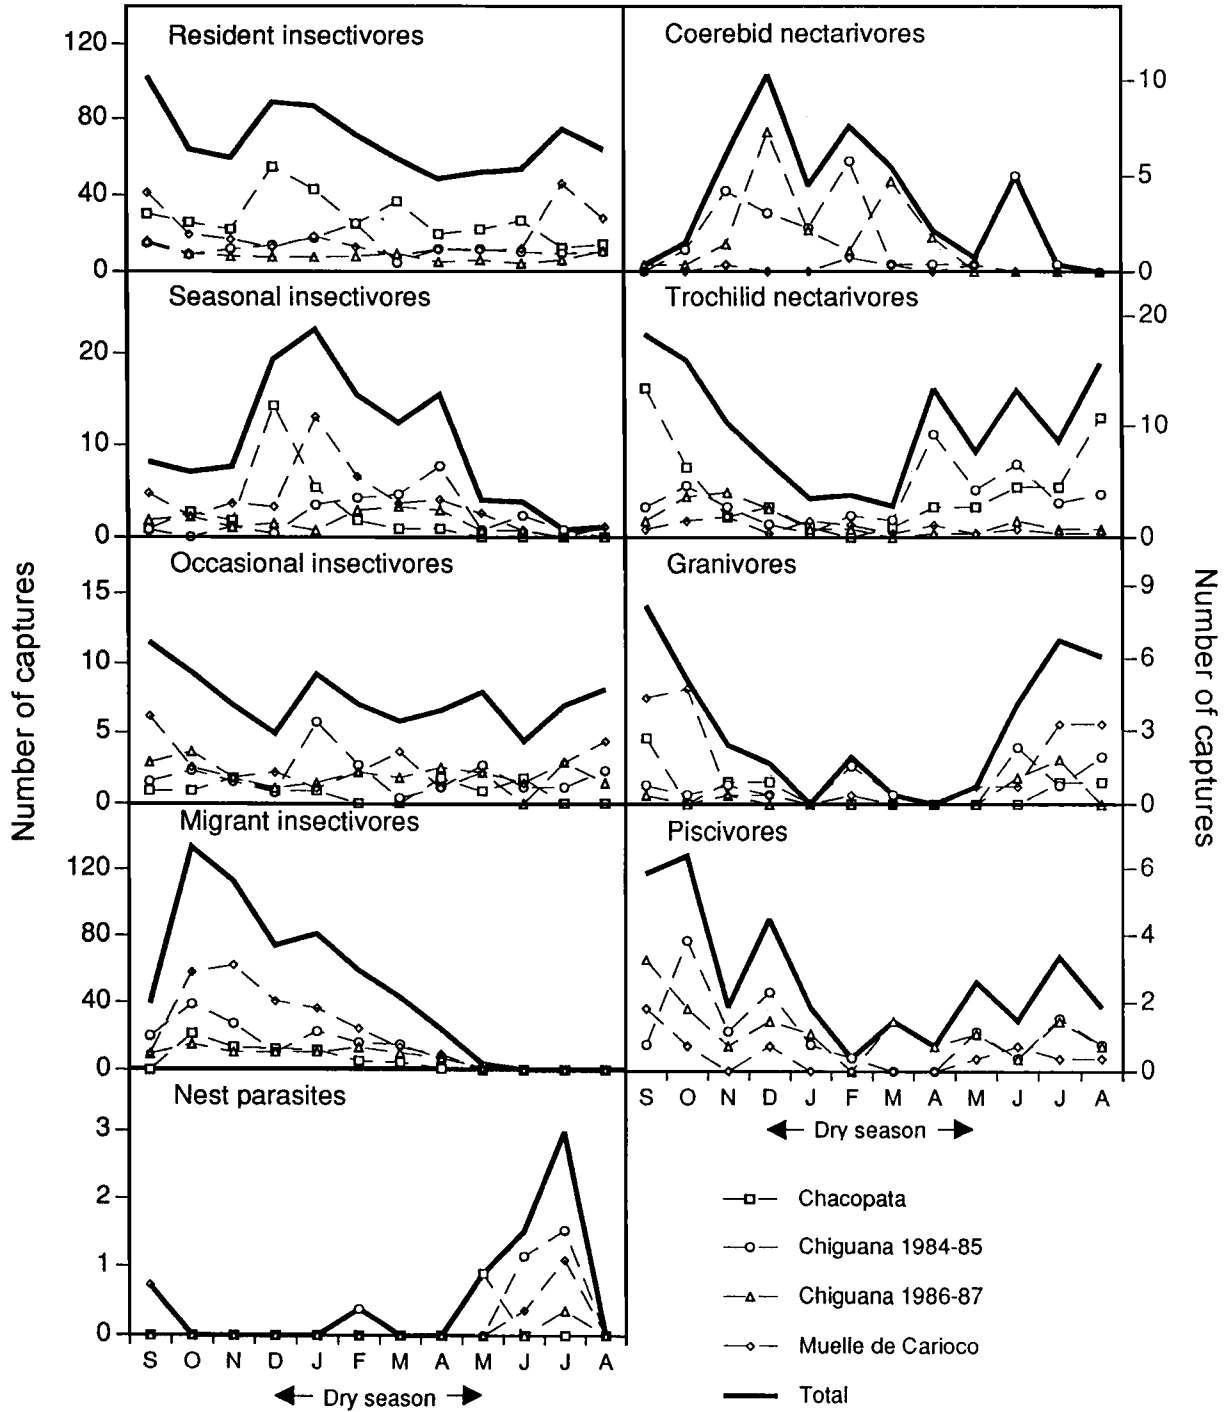 Number of captures
Resident insectivores
120
80
40
0
Coerebid nectarivores
10
5
0
Seasonal insectivores
20
10
0
Trochilid nectarivores
20
10
0
Occasional insectivores
15
10
5
0
Granivores
9
6
3
0
Number of captures
Migrant insectivores
120
80
40
0
Piscivores
6
4
2
0
S O N D J F M A M J J A
Dry season
Nest parasites
3
2
1
0
S O N D J F M A M J J A
Dry season
Chacopata
Chiguana 1984-85
Chiguana 1986-87
Muelle de Carioco
Total